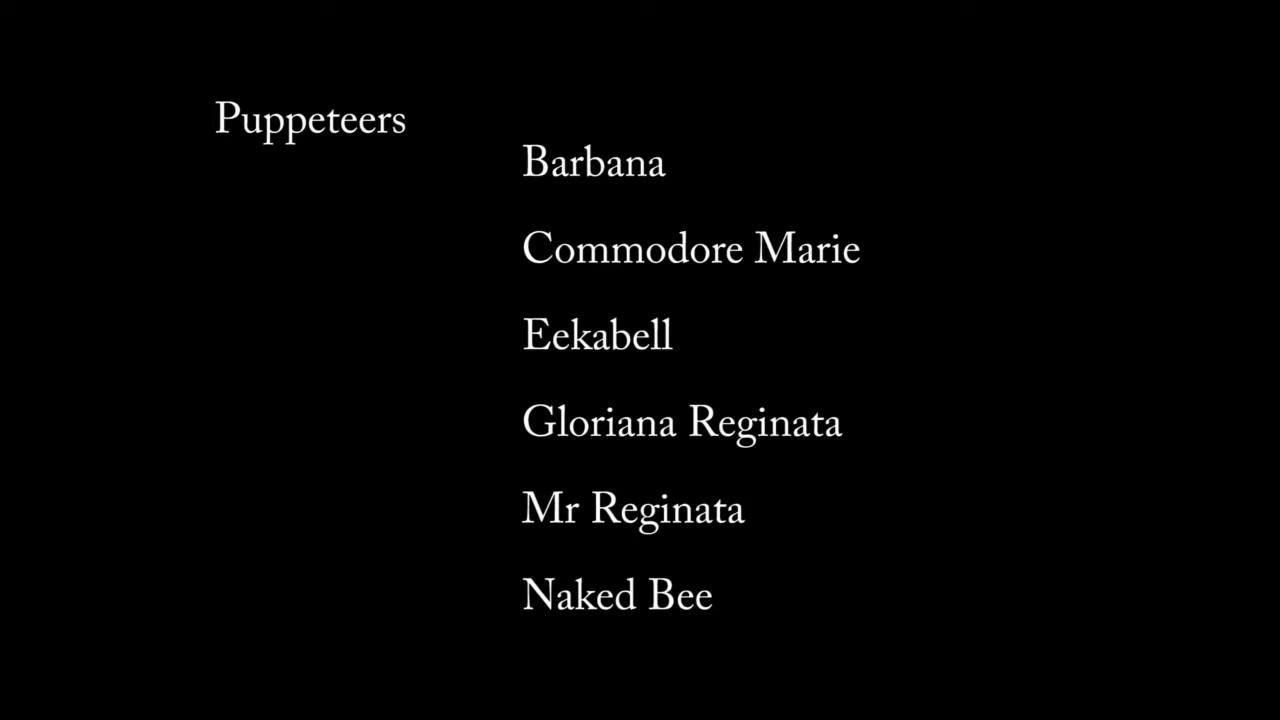 Puppeteers
Barbana
Commodore Marie
Eekabell
Gloriana Reginata
Mr Reginata
Naked Bee